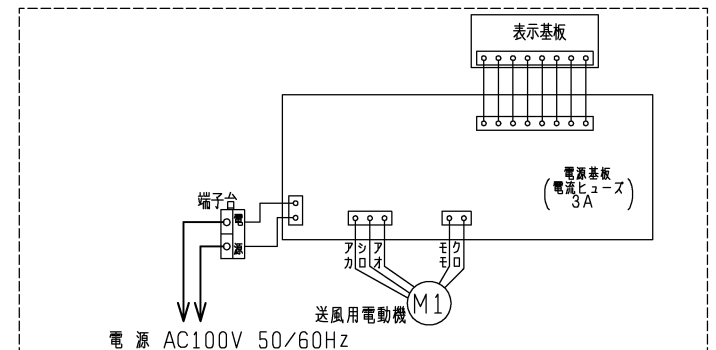 表示基板
電源基板
(電流ヒューズ)
3A
端子台
電
源
アカ
シロ
アオ
モモ
クロ
送風用電動機
M1
電 源 AC100V 50/60Hz